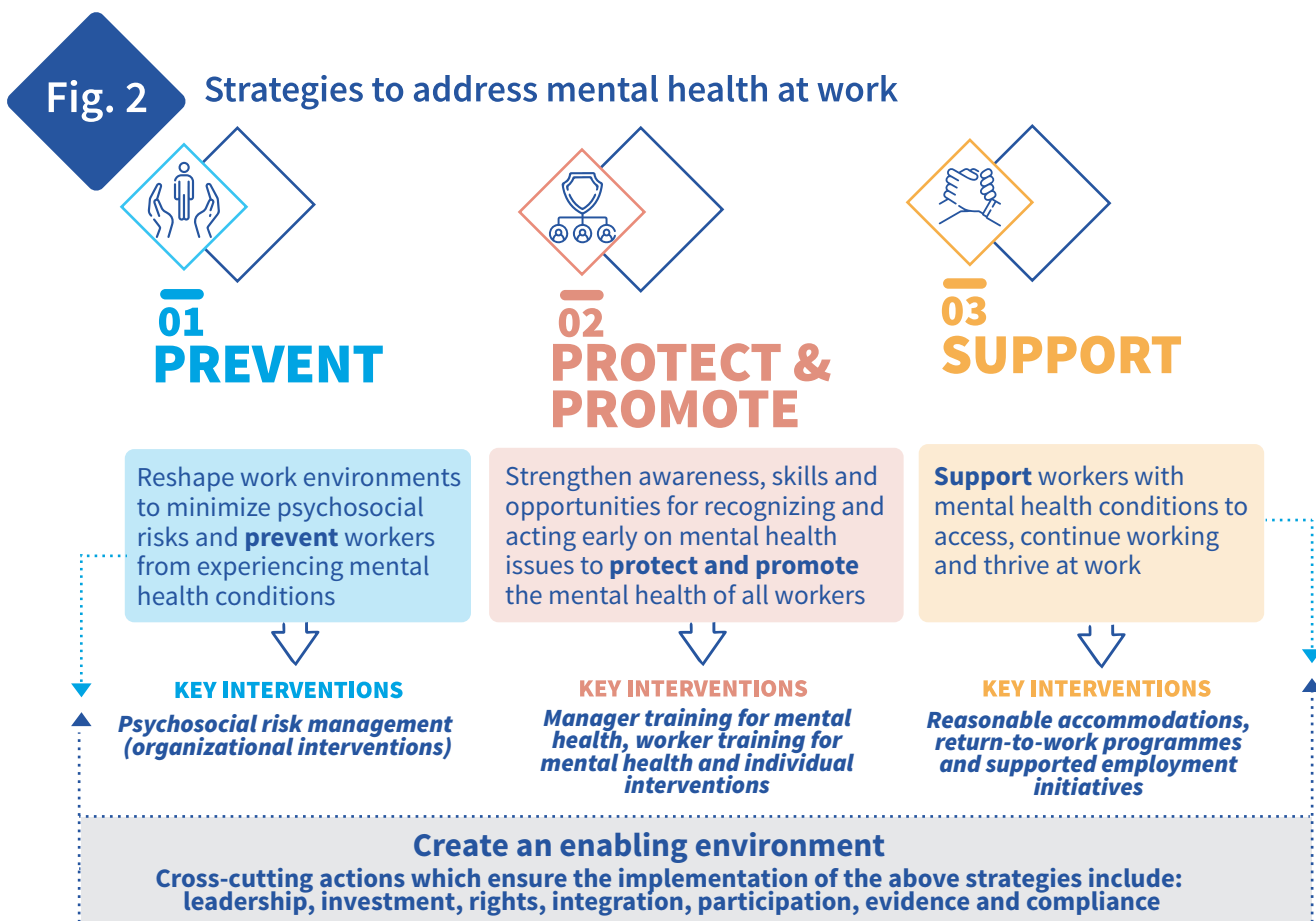 Fig. 2
Strategies to address mental health at work
01
PREVENT
Reshape work environments
to minimize psychosocial
risks and prevent workers
from experiencing mental
health conditions
KEY INTERVENTIONS
Psychosocial risk management
(organizational interventions)
02
PROTECT &
PROMOTE
Strengthen awareness, skills and
opportunities for recognizing and
acting early on mental health
issues to protect and promote
the mental health of all workers
KEY INTERVENTIONS
Manager training for mental
health, worker training for
mental health and individual
interventions
03
SUPPORT
Support workers with
mental health conditions to
access, continue working
and thrive at work
KEY INTERVENTIONS
Reasonable accommodations,
return-to-work programmes
and supported employment
initiatives
Create an enabling environment
Cross-cutting actions which ensure the implementation of the above strategies include:
leadership, investment, rights, integration, participation, evidence and compliance